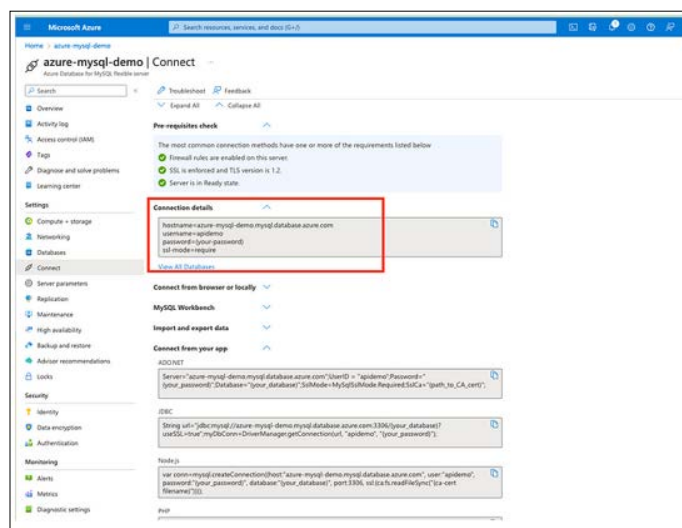 Microsoft Azure
Search resources, services, and docs (G+/)
Home > azure-mysql-demo
azure-mysql-demo | Connect
Azure Database for MySQL flexible server
Search
Overview
Activity log
Access control (IAM)
Tags
Diagnose and solve problems
Learning center
Settings
Compute + storage
Networking
Databases
Connect
Server parameters
Replication
Maintenance
High availability
Backup and restore
Advisor recommendations
Locks
Security
Identity
Data encryption
Authentication
Monitoring
Alerts
Metrics
Diagnostic settings
Troubleshoot
Feedback
Expand All
Collapse All
Pre-requisites check
The most common connection methods have one or more of the requirements listed below
Firewall rules are enabled on this server.
SSL is enforced and TLS version is 1.2.
Server is in Ready state.
Connection details
hostname=azure-mysql-demo.mysql.database.azure.com
username=apidemo
password={your-password}
ssl-mode=require
View All Databases
Connect from browser or locally
MySQL Workbench
Import and export data
Connect from your app
ADO.NET
Server="azure-mysql-demo.mysql.database.azure.com";UserID = "apidemo";Password="
{your_password}";Database="{your_database}";SslMode=MySqlSslMode.Required;SslCa="{path_to_CA_cert}";
JDBC
String url="jdbc:mysql://azure-mysql-demo.mysql.database.azure.com:3306/{your_database}?
useSSL=true";myDbConn=DriverManager.getConnection(url, "apidemo", "{your_password}");
Node.js
var conn=mysql.createConnection({host:"azure-mysql-demo.mysql.database.azure.com", user:"apidemo",
password:"{your_password}", database:"{your_database}", port:3306, ssl:{ca:fs.readFileSync("{ca-cert
filename}")}});
PHP